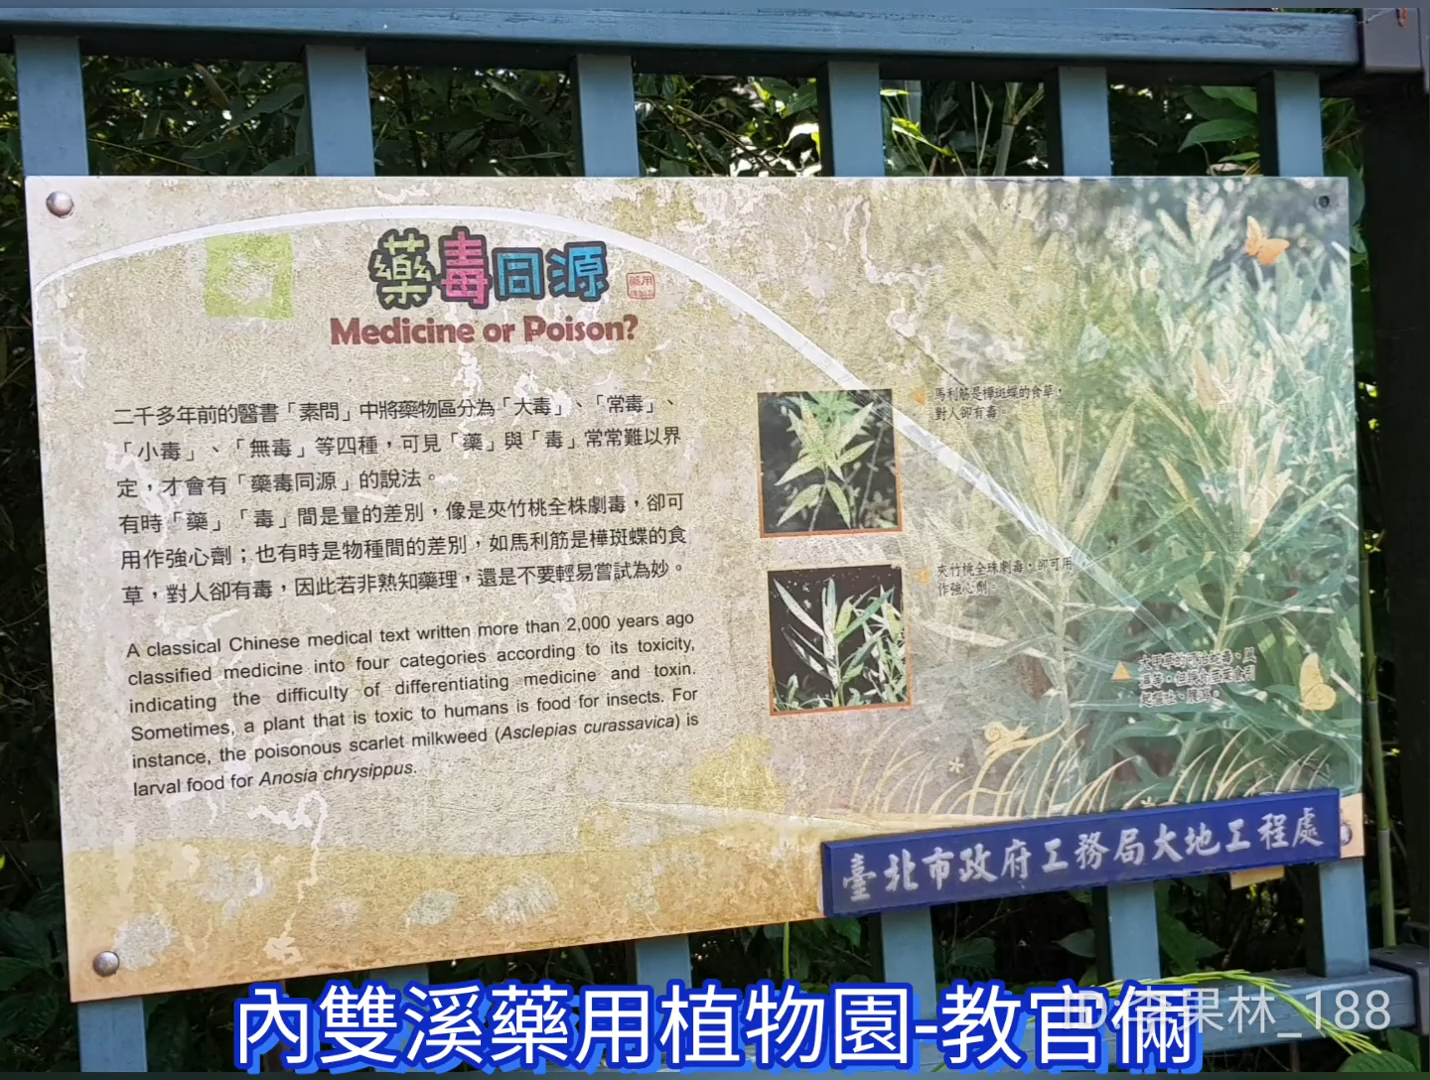 藥毒同源
藥用
Medicine or Poison?
二千多年前的醫書「素問」中將藥物區分為「大毒」、「常毒」、
「小毒」、「無毒」等四種，可見「藥」與「毒」常常難以界
定，才會有「藥毒同源」的說法。
有時「藥」「毒」間是量的差別，像是夾竹桃全株劇毒，卻可
用作強心劑；也有時是物種間的差別，如馬利筋是樺斑蝶的食
草，對人卻有毒，因此若非熟知藥理，還是不要輕易嘗試為妙。
A classical Chinese medical text written more than 2,000 years ago
classified medicine into four categories according to its toxicity,
indicating the difficulty of differentiating medicine and toxin.
Sometimes, a plant that is toxic to humans is food for insects. For
instance, the poisonous scarlet milkweed (Asclepias curassavica) is
larval food for Anosia chrysippus.
馬利筋是樺斑蝶的食草，
對人卻有毒。
夾竹桃全珠劇毒，卻可用
作強心劑。
臺北市政府工務局大地工程處
內雙溪藥用植物園-教官倆
果林_188